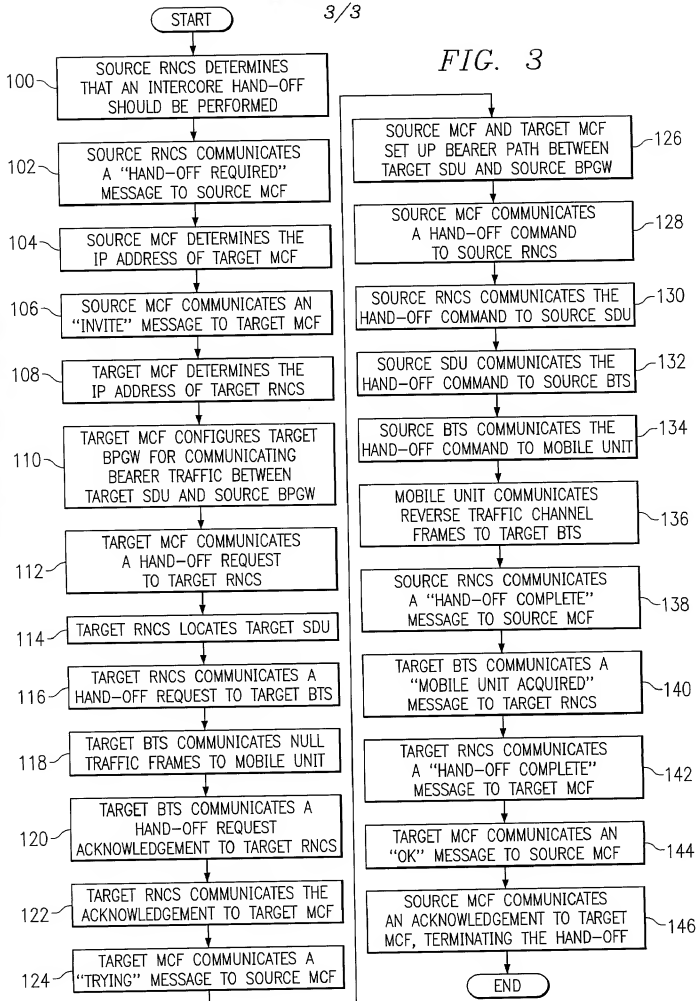 3/3
FIG. 3
START
100
SOURCE RNCS DETERMINES
THAT AN INTERCORE HAND-OFF
SHOULD BE PERFORMED
102
SOURCE RNCS COMMUNICATES
A “HAND-OFF REQUIRED”
MESSAGE TO SOURCE MCF
104
SOURCE MCF DETERMINES THE
IP ADDRESS OF TARGET MCF
106
SOURCE MCF COMMUNICATES AN
“INVITE” MESSAGE TO TARGET MCF
108
TARGET MCF DETERMINES THE
IP ADDRESS OF TARGET RNCS
110
TARGET MCF CONFIGURES TARGET
BPGW FOR COMMUNICATING
BEARER TRAFFIC BETWEEN
TARGET SDU AND SOURCE BPGW
112
TARGET MCF COMMUNICATES
A HAND-OFF REQUEST
TO TARGET RNCS
114
TARGET RNCS LOCATES TARGET SDU
116
TARGET RNCS COMMUNICATES A
HAND-OFF REQUEST TO TARGET BTS
118
TARGET BTS COMMUNICATES NULL
TRAFFIC FRAMES TO MOBILE UNIT
120
TARGET BTS COMMUNICATES A
HAND-OFF REQUEST
ACKNOWLEDGEMENT TO TARGET RNCS
122
TARGET RNCS COMMUNICATES THE
ACKNOWLEDGEMENT TO TARGET MCF
124
TARGET MCF COMMUNICATES A
“TRYING” MESSAGE TO SOURCE MCF
SOURCE MCF AND TARGET MCF
SET UP BEARER PATH BETWEEN
TARGET SDU AND SOURCE BPGW
126
SOURCE MCF COMMUNICATES
A HAND-OFF COMMAND
TO SOURCE RNCS
128
SOURCE RNCS COMMUNICATES THE
HAND-OFF COMMAND TO SOURCE SDU
130
SOURCE SDU COMMUNICATES THE
HAND-OFF COMMAND TO SOURCE BTS
132
SOURCE BTS COMMUNICATES THE
HAND-OFF COMMAND TO MOBILE UNIT
134
MOBILE UNIT COMMUNICATES
REVERSE TRAFFIC CHANNEL
FRAMES TO TARGET BTS
136
SOURCE RNCS COMMUNICATES
A “HAND-OFF COMPLETE”
MESSAGE TO SOURCE MCF
138
TARGET BTS COMMUNICATES A
“MOBILE UNIT ACQUIRED”
MESSAGE TO TARGET RNCS
140
TARGET RNCS COMMUNICATES
A “HAND-OFF COMPLETE”
MESSAGE TO TARGET MCF
142
TARGET MCF COMMUNICATES AN
“OK” MESSAGE TO SOURCE MCF
144
SOURCE MCF COMMUNICATES
AN ACKNOWLEDGEMENT TO TARGET
MCF, TERMINATING THE HAND-OFF
146
END